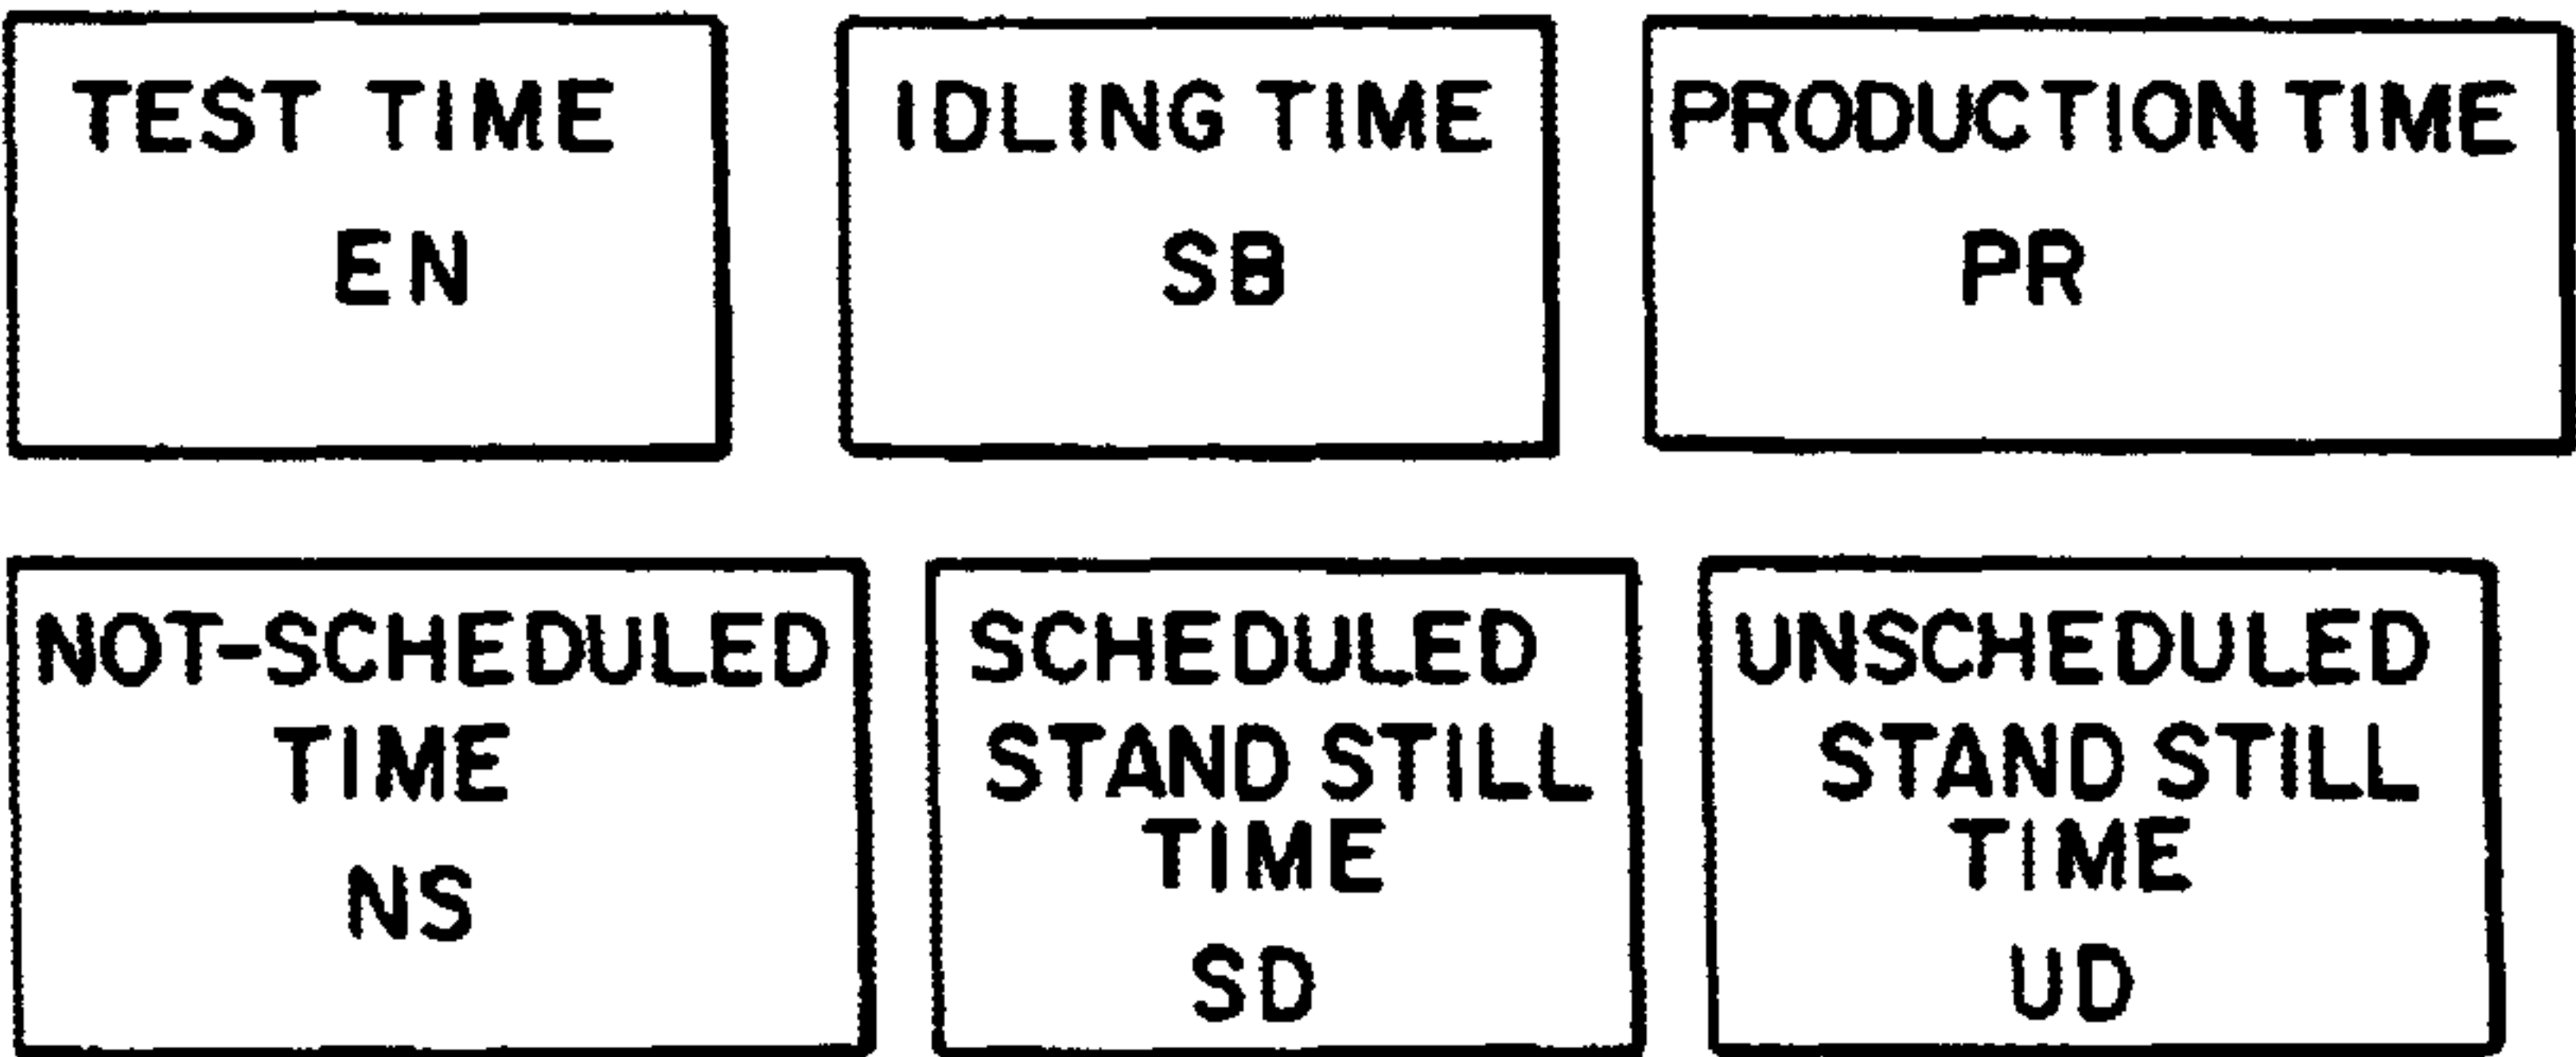 TEST TIME
EN
IDLING TIME
SB
PRODUCTION TIME
PR
NOT-SCHEDULED
TIME
NS
SCHEDULED
STAND STILL
TIME
SD
UNSCHEDULED
STAND STILL
TIME
UD